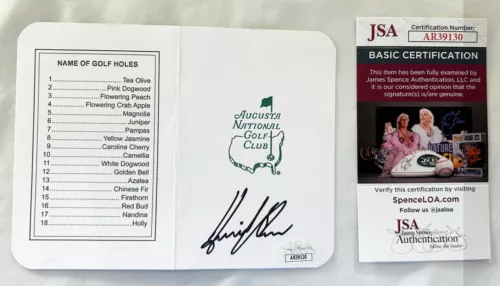 NAME OF GOLF HOLES
1....................Tea Olive
2....................Pink Dogwood
3....................Flowering Peach
4....................Flowering Crab Apple
5....................Magnolia
6....................Juniper
7....................Pampas
8....................Yellow Jasmine
9....................Carolina Cherry
10....................Camellia
11....................White Dogwood
12....................Golden Bell
13....................Azalea
14....................Chinese Fir
15....................Firethorn
16....................Red Bud
17....................Nandina
18....................Holly
AUGUSTA
NATIONAL
GOLF
CLUB
AR39130
JSA
Certification Number:
AR39130
BASIC CERTIFICATION
This item has been fully examined by
James Spence Authentication, LLC and
it is our considered opinion that the
signature(s) is/are genuine.
Verify this certification by visiting
SpenceLOA.com
Follow us @jsaloa
JSA
James Spence
Authentication